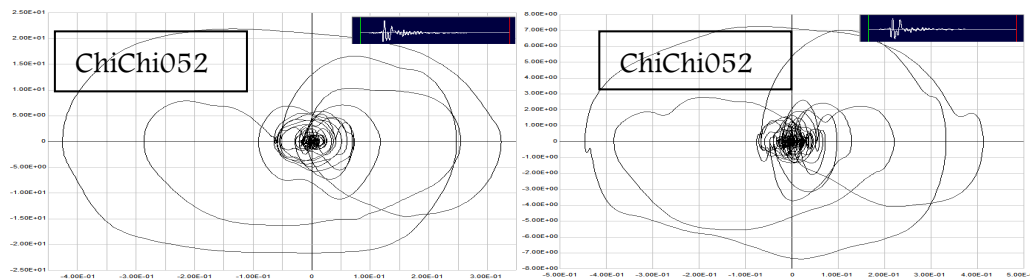 2.50E+01
2.00E+01
1.50E+01
1.00E+01
5.00E+00
0
-5.00E+00
-1.00E+01
-1.50E+01
-2.00E+01
-2.50E+01
-4.00E-01
-3.00E-01
-2.00E-01
-1.00E-01
0
1.00E-01
2.00E-01
3.00E-01
ChiChi052
8.00E+00
7.00E+00
6.00E+00
5.00E+00
4.00E+00
3.00E+00
2.00E+00
1.00E+00
0
-1.00E+00
-2.00E+00
-3.00E+00
-4.00E+00
-5.00E+00
-6.00E+00
-7.00E+00
-8.00E+00
-5.00E-01
-4.00E-01
-3.00E-01
-2.00E-01
-1.00E-01
0
1.00E-01
2.00E-01
3.00E-01
4.00E-01
5.00E-01
ChiChi052